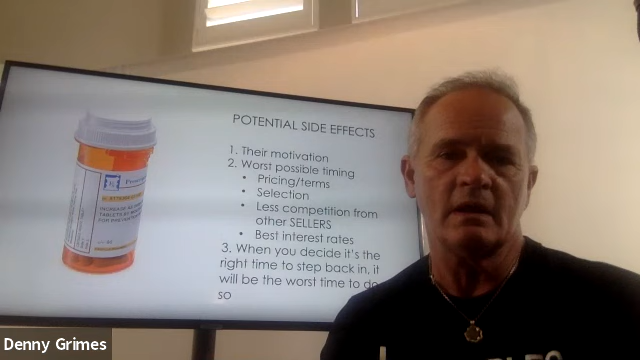 POTENTIAL SIDE EFFECTS
1. Their motivation
2. Worst possible timing
• Pricing/terms
• Selection
• Less competition from
other SELLERS
• Best interest rates
3. When you decide it's the
right time to step back in, it
will be the worst time to do
so
Denny Grimes